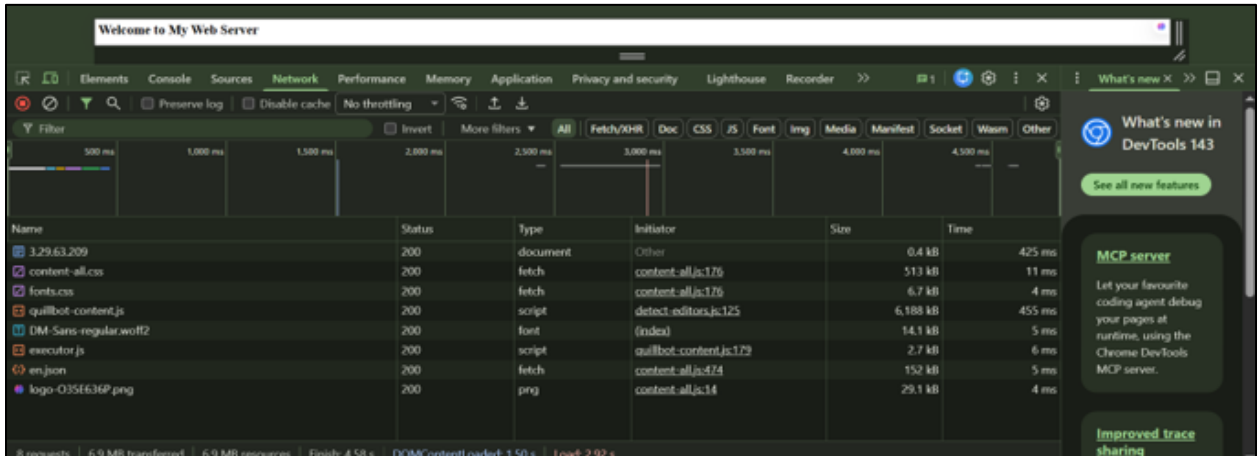 Welcome to My Web Server
Elements Console Sources Network Performance Memory Application Privacy and security Lighthouse Recorder 1 What's new
Preserve log Disable cache No throttling
Filter Invert More filters All Fetch/XHR Doc CSS JS Font Img Media Manifest Socket Wasm Other
500 ms 1,000 ms 1,500 ms 2,000 ms 2,500 ms 3,000 ms 3,500 ms 4,000 ms 4,500 ms
Name Status Type Initiator Size Time
3.29.63.209 200 document Other 0.4 kB 425 ms
content-all.css 200 fetch content-all.js:176 513 kB 11 ms
fonts.css 200 fetch content-all.js:176 6.7 kB 4 ms
quillbot-content.js 200 script detect-editors.js:125 6,188 kB 455 ms
DM-Sans-regular.woff2 200 font (index) 14.1 kB 5 ms
executor.js 200 script quillbot-content.js:179 2.7 kB 6 ms
en.json 200 fetch content-all.js:474 152 kB 5 ms
logo-O35E636P.png 200 png content-all.js:14 29.1 kB 4 ms
8 requests 6.9 MB transferred 6.9 MB resources Finish: 4.58 s DOMContentLoaded: 1.50 s Load: 2.92 s
What's new in
DevTools 143
See all new features
MCP server
Let your favourite
coding agent debug
your pages at
runtime, using the
Chrome DevTools
MCP server.
Improved trace
sharing